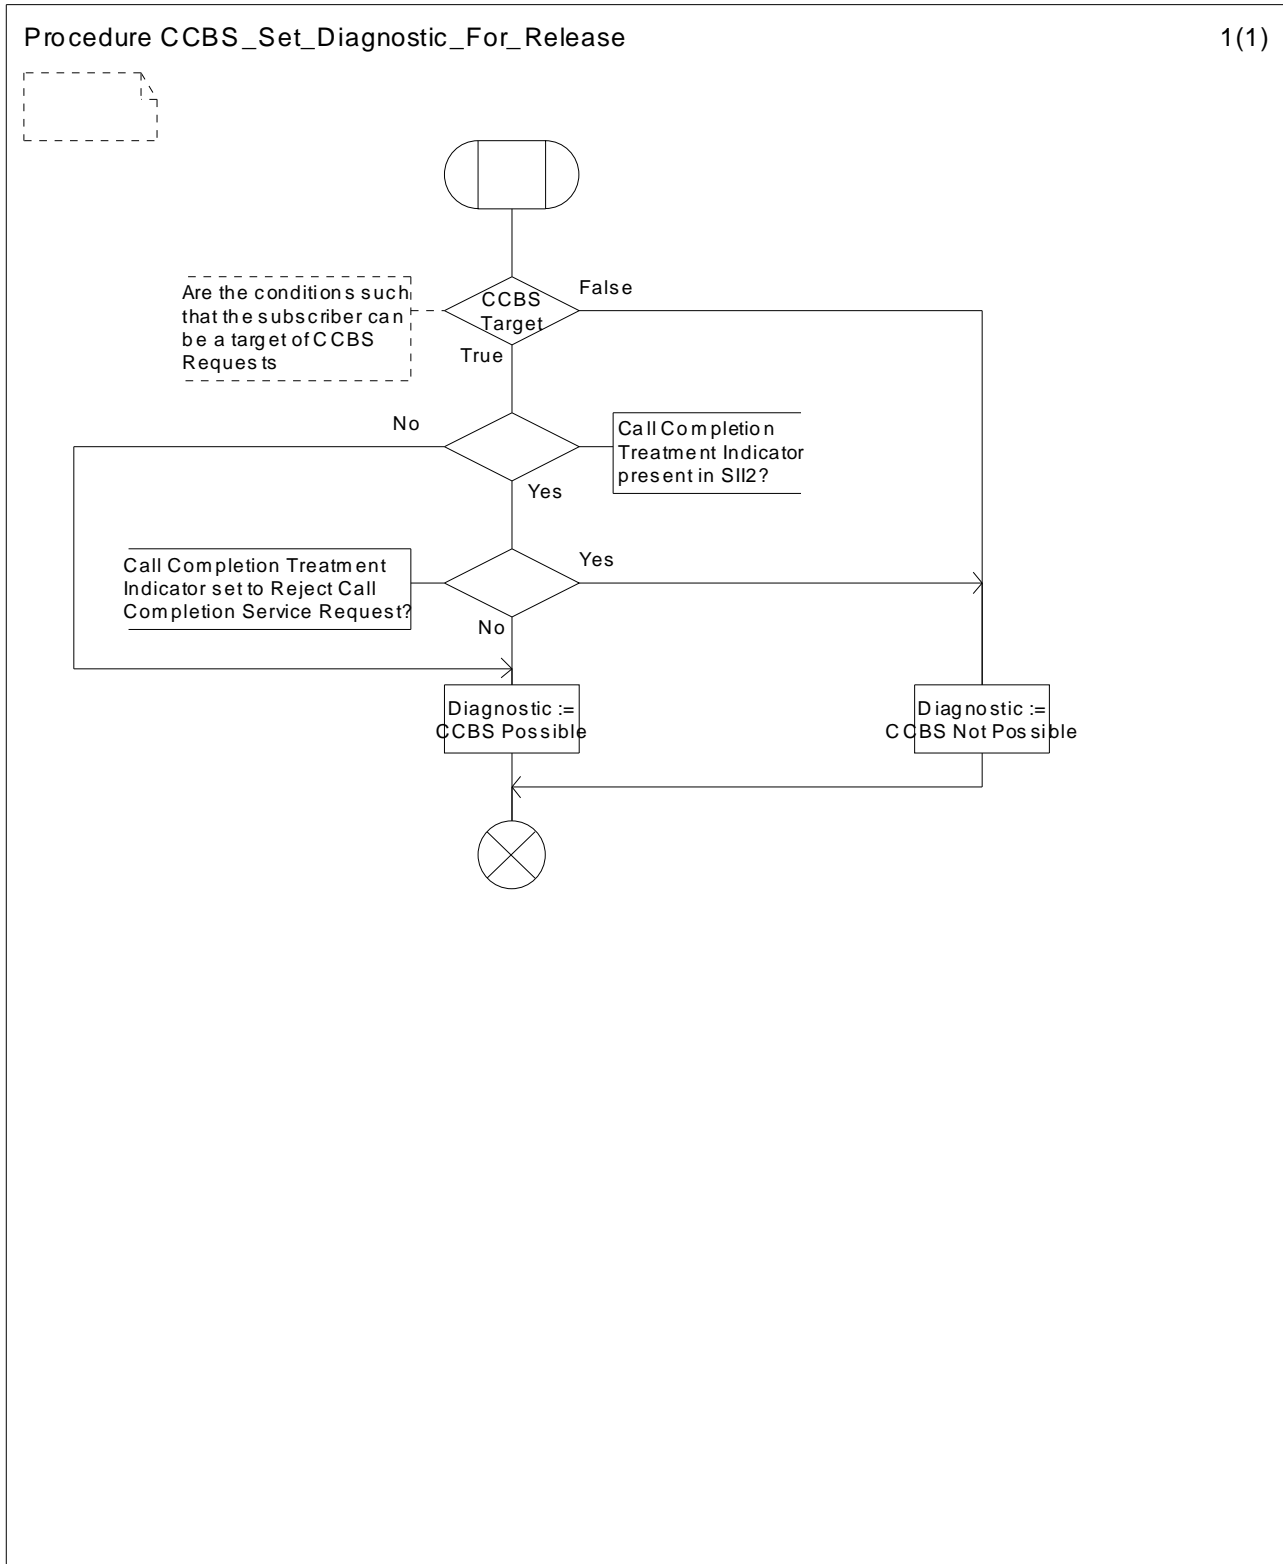 Procedure CCBS_Set_Diagnostic_For_Release
1(1)
Are the conditions such
that the subscriber can
be a target of CCBS
Requests
CCBS
Target
False
True
No
Call Completion
Treatment Indicator
present in SII2?
Yes
Call Completion Treatment
Indicator set to Reject Call
Completion Service Request?
Yes
No
Diagnostic :=
CCBS Possible
Diagnostic :=
CCBS Not Possible